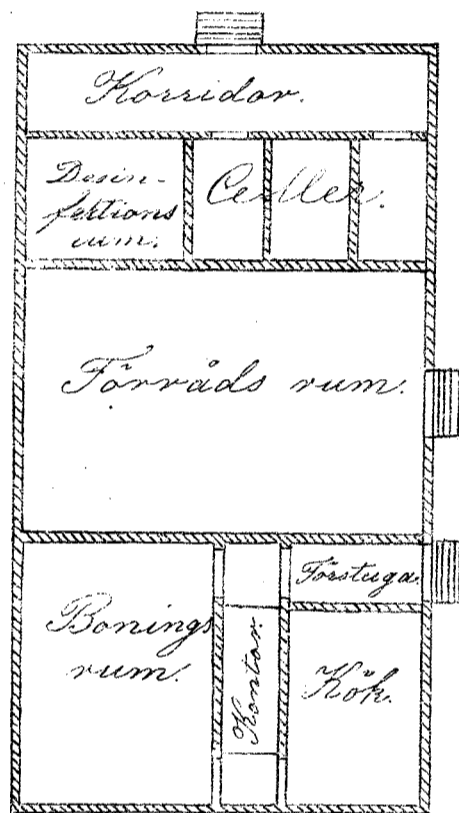 Korridor.
Desin-
fektions
rum.
Celler.
Förråds rum.
Förstuga.
Bonings
rum.
Kontor.
Kök.